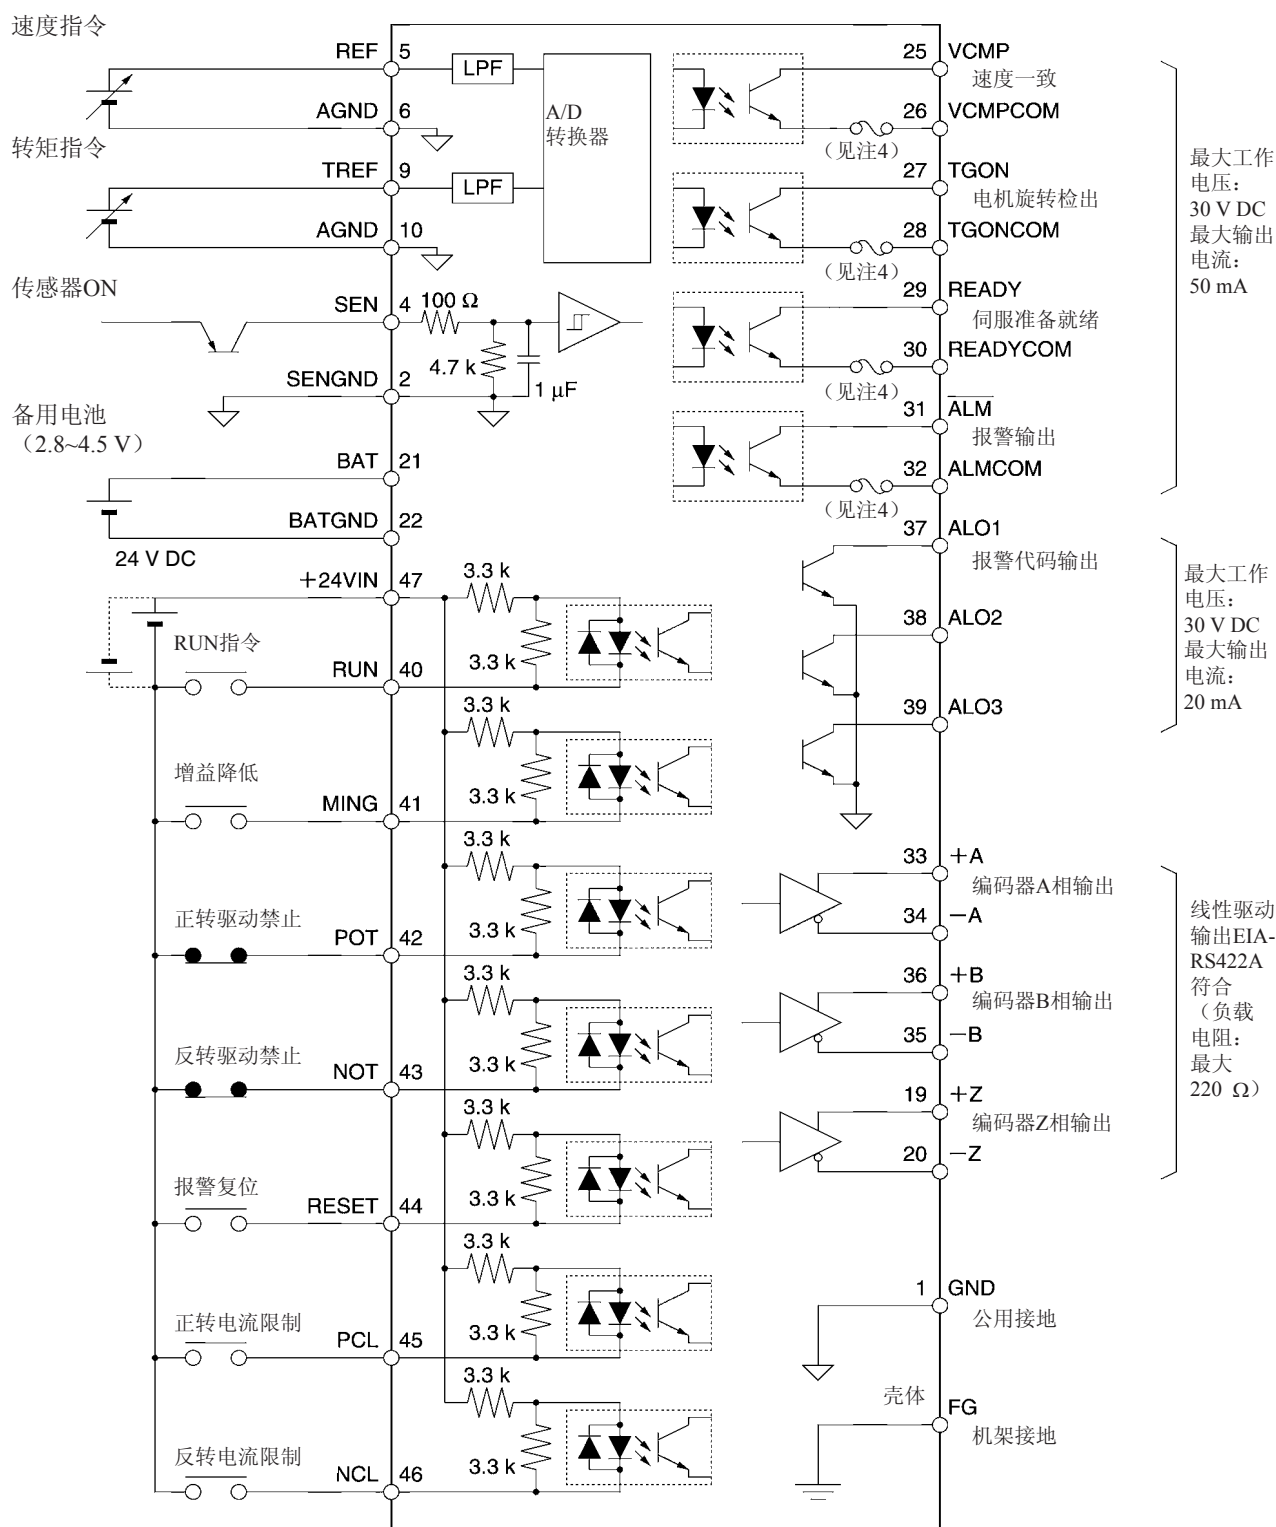 速度指令
REF 5
LPF
AGND 6
A/D
转换器
转矩指令
TREF 9
LPF
AGND 10
传感器ON
SEN 4 100 Ω
4.7 k
1 μF
SENGND 2
备用电池
（2.8~4.5 V）
BAT 21
BATGND 22
24 V DC
+24VIN 47
3.3 k
3.3 k
RUN指令
RUN 40
3.3 k
3.3 k
增益降低
MING 41
3.3 k
3.3 k
正转驱动禁止
POT 42
3.3 k
3.3 k
反转驱动禁止
NOT 43
3.3 k
3.3 k
报警复位
RESET 44
3.3 k
3.3 k
正转电流限制
PCL 45
3.3 k
3.3 k
反转电流限制
NCL 46
25 VCMP
速度一致
26 VCMPCOM
（见注4）
27 TGON
电机旋转检出
28 TGONCOM
（见注4）
29 READY
伺服准备就绪
30 READYCOM
（见注4）
31 ALM
报警输出
32 ALMCOM
（见注4）
最大工作
电压：
30 V DC
最大输出
电流：
50 mA
37 ALO1
报警代码输出
38 ALO2
39 ALO3
最大工作
电压：
30 V DC
最大输出
电流：
20 mA
33 +A
编码器A相输出
34 −A
36 +B
编码器B相输出
35 −B
19 +Z
编码器Z相输出
20 −Z
线性驱动
输出EIA-
RS422A
符合
（负载
电阻：
最大
220 Ω）
1 GND
公用接地
壳体 FG
机架接地